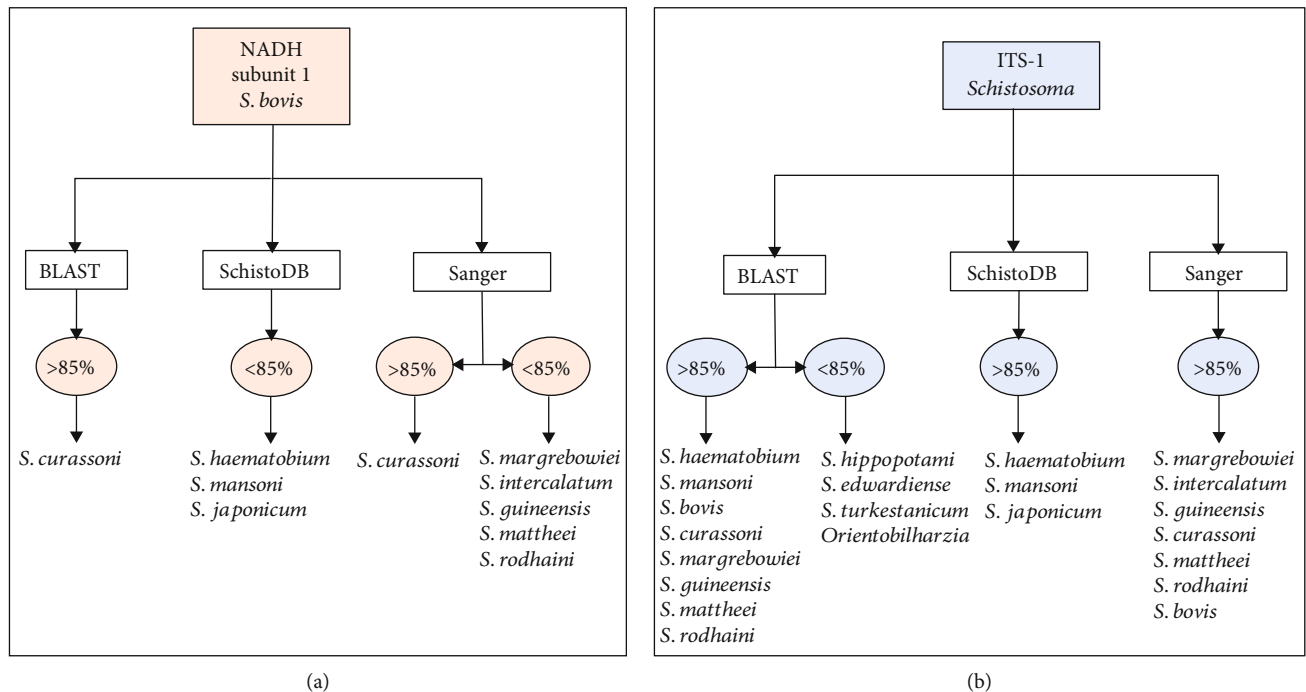 NADH
subunit 1
S. bovis
BLAST
SchistoDB
Sanger
>85%
<85%
>85%
<85%
S. curassoni
S. haematobium
S. mansoni
S. japonicum
S. curassoni
S. margrebowiei
S. intercalatum
S. guineensis
S. mattheei
S. rodhaini
(a)
ITS-1
Schistosoma
BLAST
SchistoDB
Sanger
>85%
<85%
>85%
>85%
S. haematobium
S. mansoni
S. bovis
S. curassoni
S. margrebowiei
S. guineensis
S. mattheei
S. rodhaini
S. hippopotami
S. edwardiense
S. turkestanicum
Orientobilharzia
S. haematobium
S. mansoni
S. japonicum
S. margrebowiei
S. intercalatum
S. guineensis
S. curassoni
S. mattheei
S. rodhaini
S. bovis
(b)